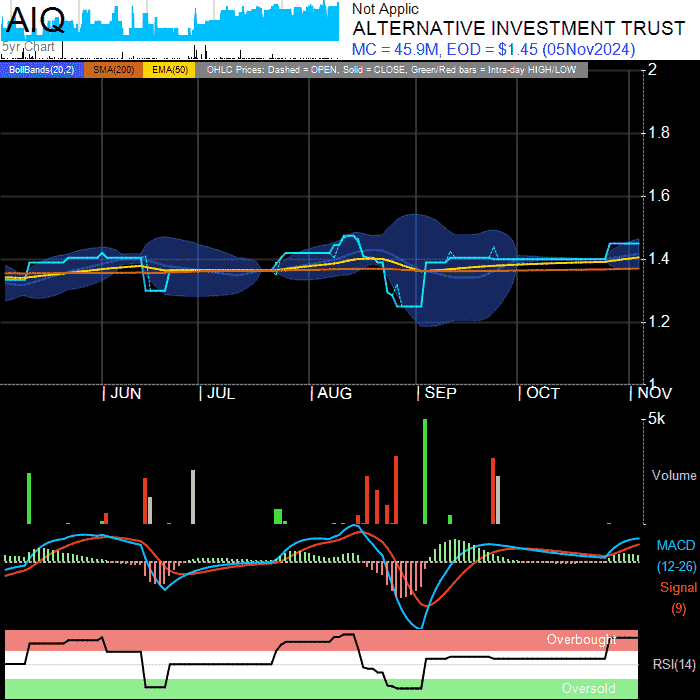 AIQ
5yr Chart
Not Applic
ALTERNATIVE INVESTMENT TRUST
MC = 45.9M, EOD = $1.45 (05Nov2024)
BollBands(20,2) SMA(200) EMA(50) OHLC Prices: Dashed = OPEN, Solid = CLOSE, Green/Red bars = Intra-day HIGH/LOW
2
1.8
1.6
1.4
1.2
1
JUN JUL AUG SEP OCT NOV
5k
Volume
MACD
(12-26)
Signal
(9)
Overbought
RSI(14)
Oversold